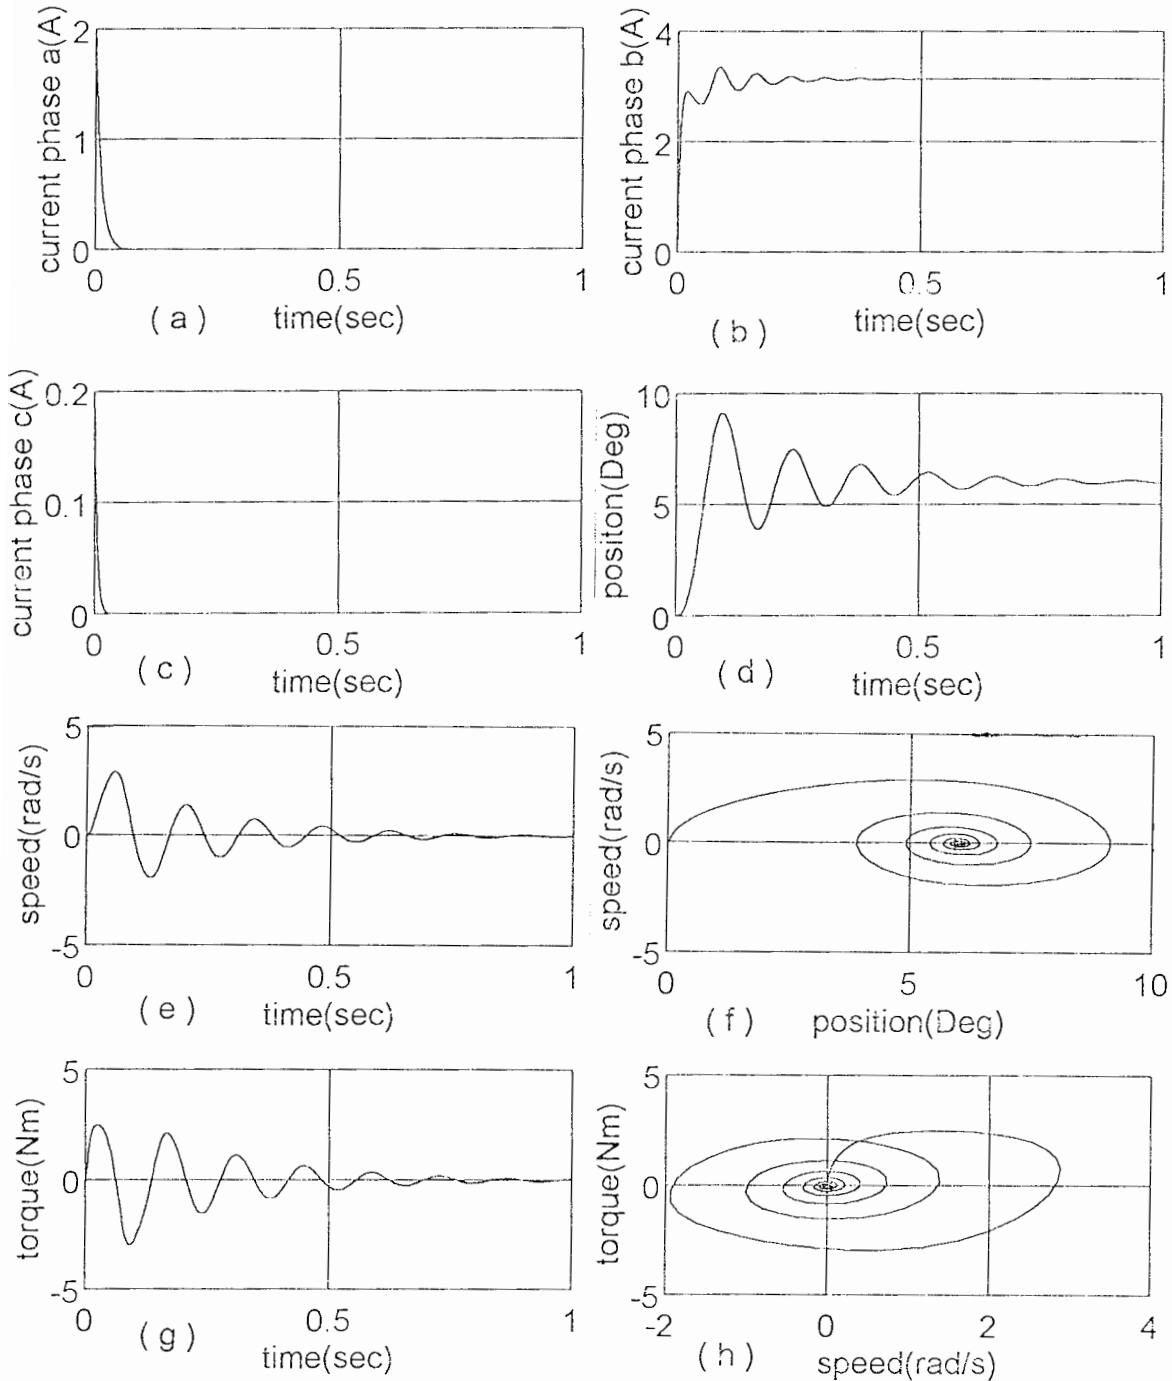 current phase a(A)
2
1
0
0
0.5
1
( a )
time(sec)
current phase b(A)
4
2
0
0
0.5
1
( b )
time(sec)
current phase c(A)
0.2
0.1
0
0
0.5
1
( c )
time(sec)
positon(Deg)
10
5
0
0
0.5
1
( d )
time(sec)
speed(rad/s)
5
0
-5
0
0.5
1
( e )
time(sec)
speed(rad/s)
5
0
-5
0
5
10
( f )
position(Deg)
torque(Nm)
5
0
-5
0
0.5
1
( g )
time(sec)
torque(Nm)
5
0
-5
-2
0
2
4
( h )
speed(rad/s)